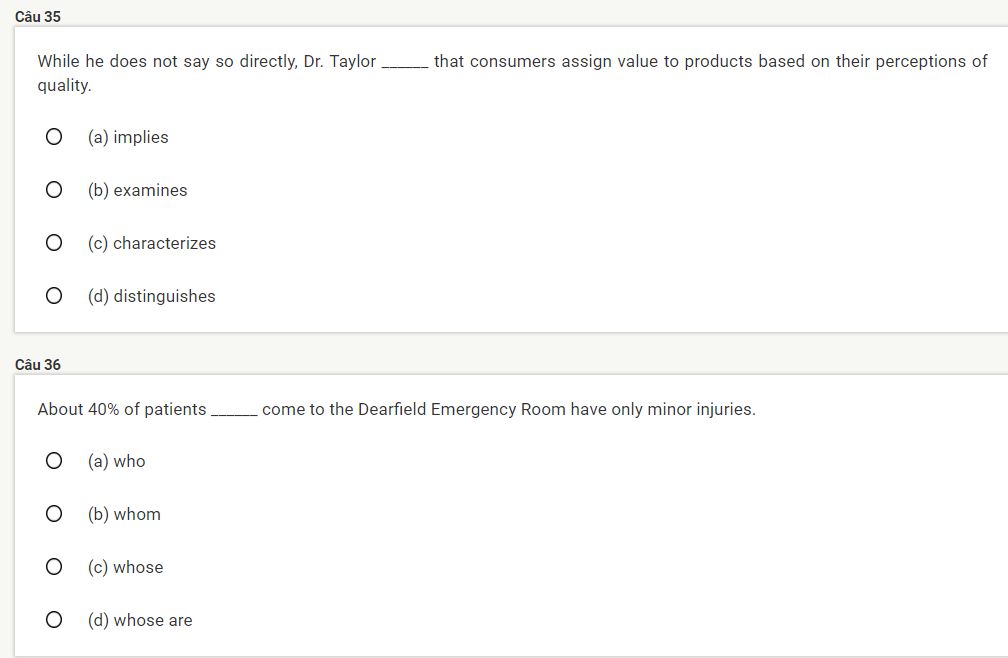 Câu 35
While he does not say so directly, Dr. Taylor ______ that consumers assign value to products based on their perceptions of
quality.
(a) implies
(b) examines
(c) characterizes
(d) distinguishes
Câu 36
About 40% of patients ______ come to the Dearfield Emergency Room have only minor injuries.
(a) who
(b) whom
(c) whose
(d) whose are